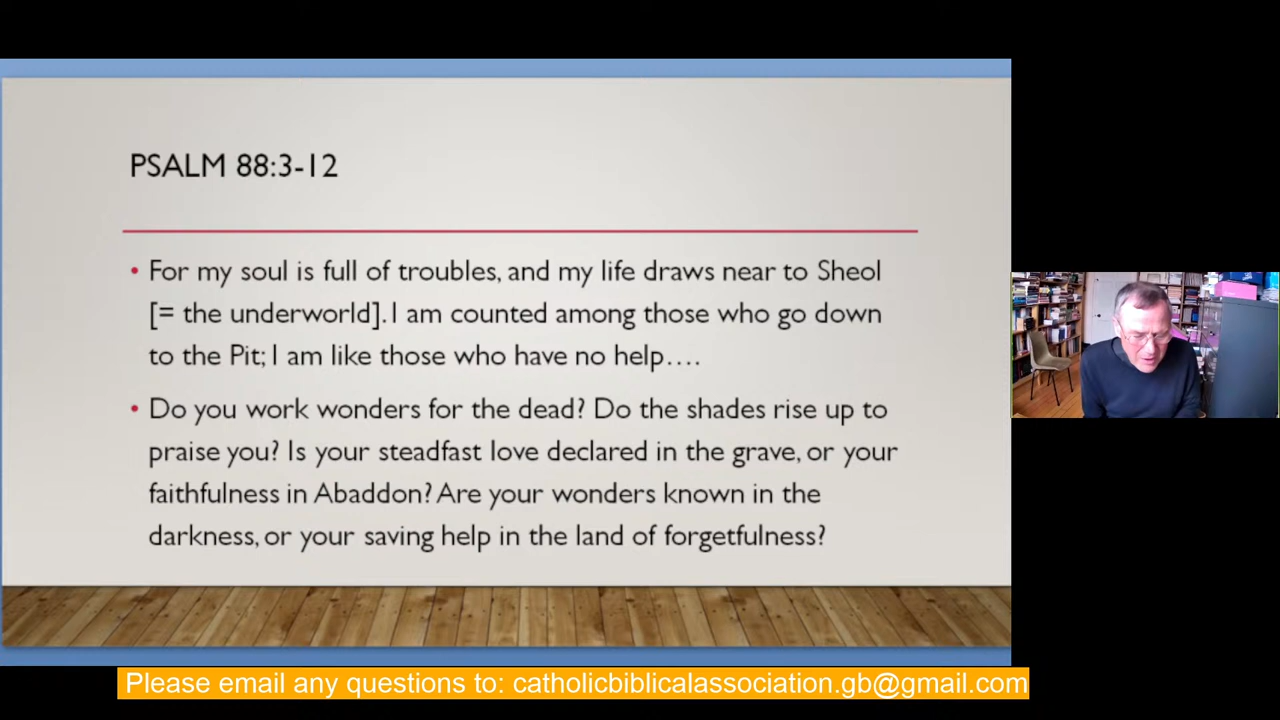 PSALM 88:3-12
• For my soul is full of troubles, and my life draws near to Sheol
[= the underworld]. I am counted among those who go down
to the Pit; I am like those who have no help….
• Do you work wonders for the dead? Do the shades rise up to
praise you? Is your steadfast love declared in the grave, or your
faithfulness in Abaddon? Are your wonders known in the
darkness, or your saving help in the land of forgetfulness?
Please email any questions to: catholicbiblicalassociation.gb@gmail.com